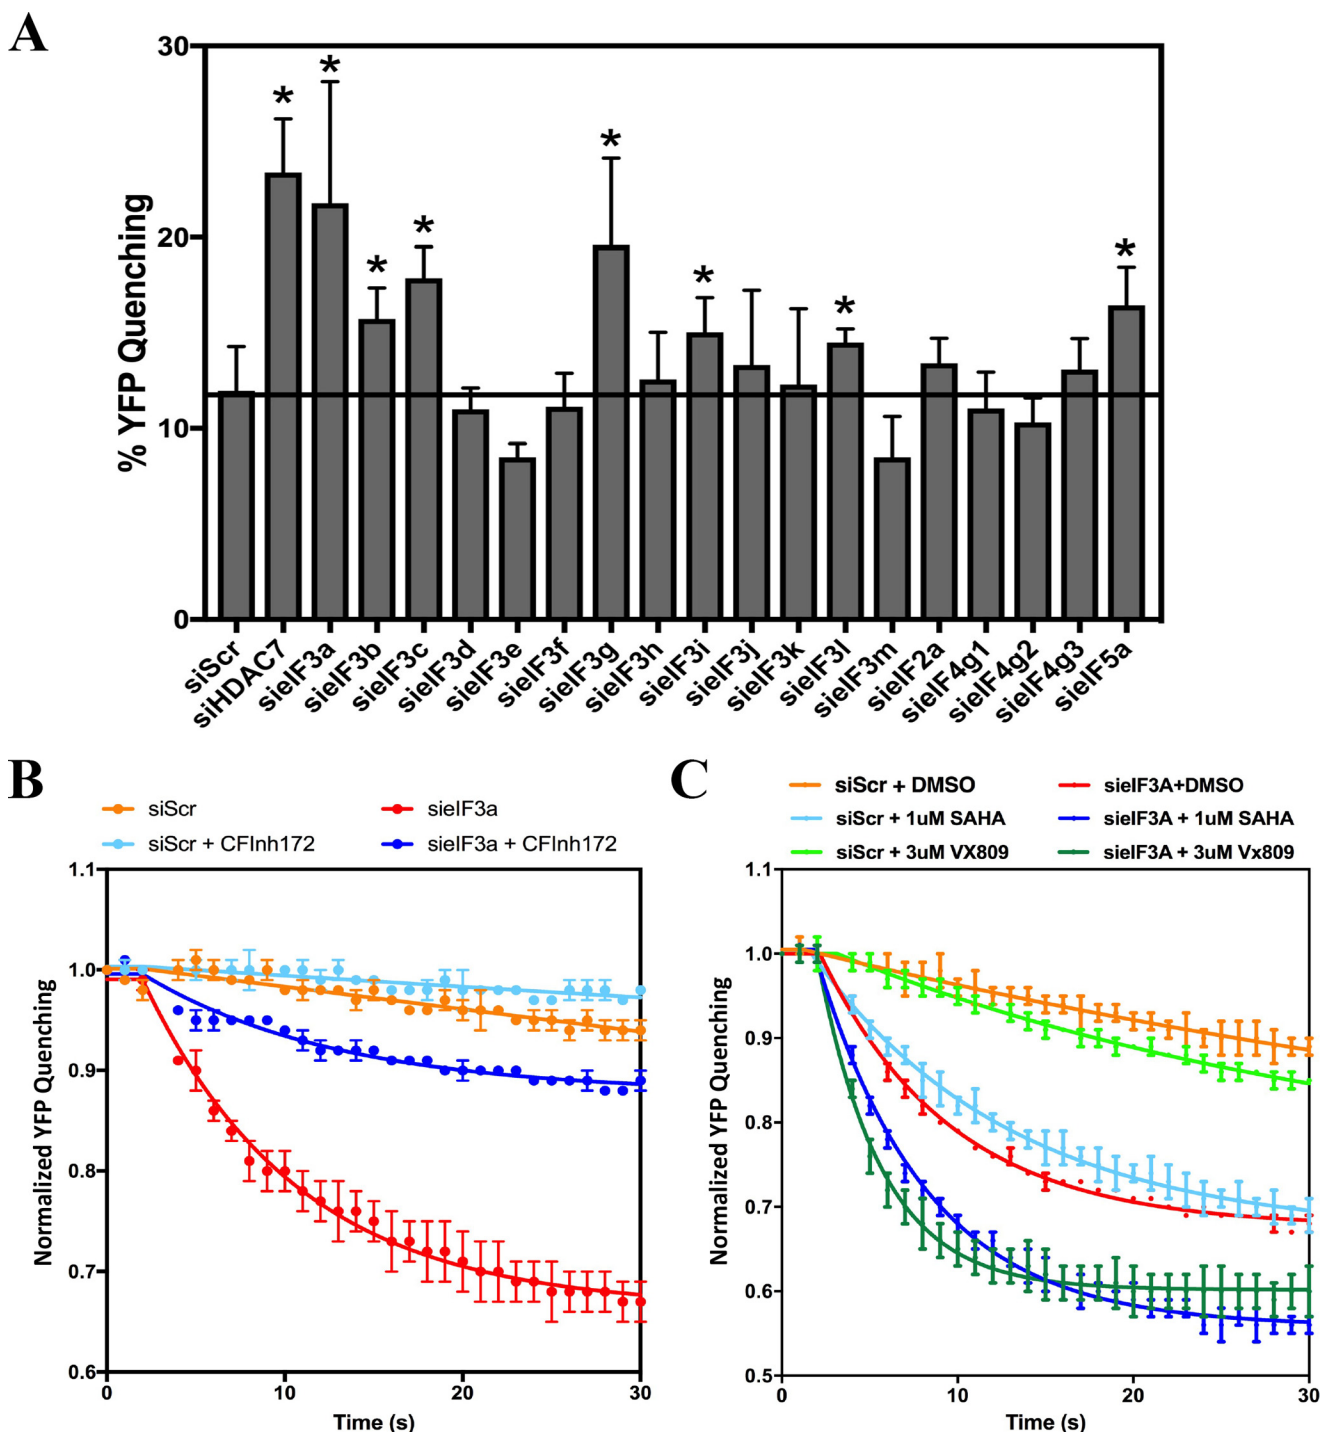 A
30
20
10
0
% YFP Quenching
* * * * * * * *
siScr
siHDAC7
sieIF3a
sieIF3b
sieIF3c
sieIF3d
sieIF3e
sieIF3f
sieIF3g
sieIF3h
sieIF3i
sieIF3j
sieIF3k
sieIF3l
sieIF3m
sieIF2a
sieIF4g1
sieIF4g2
sieIF4g3
sieIF5a
B
siScr
sieIF3a
siScr + CFInh172
sieIF3a + CFInh172
1.1
1.0
0.9
0.8
0.7
0.6
Normalized YFP Quenching
0 10 20 30
Time (s)
C
siScr + DMSO
sieIF3A+DMSO
siScr + 1uM SAHA
sieIF3A + 1uM SAHA
siScr + 3uM VX809
sieIF3A + 3uM Vx809
1.1
1.0
0.9
0.8
0.7
0.6
0.5
Normalized YFP Quenching
0 10 20 30
Time (s)